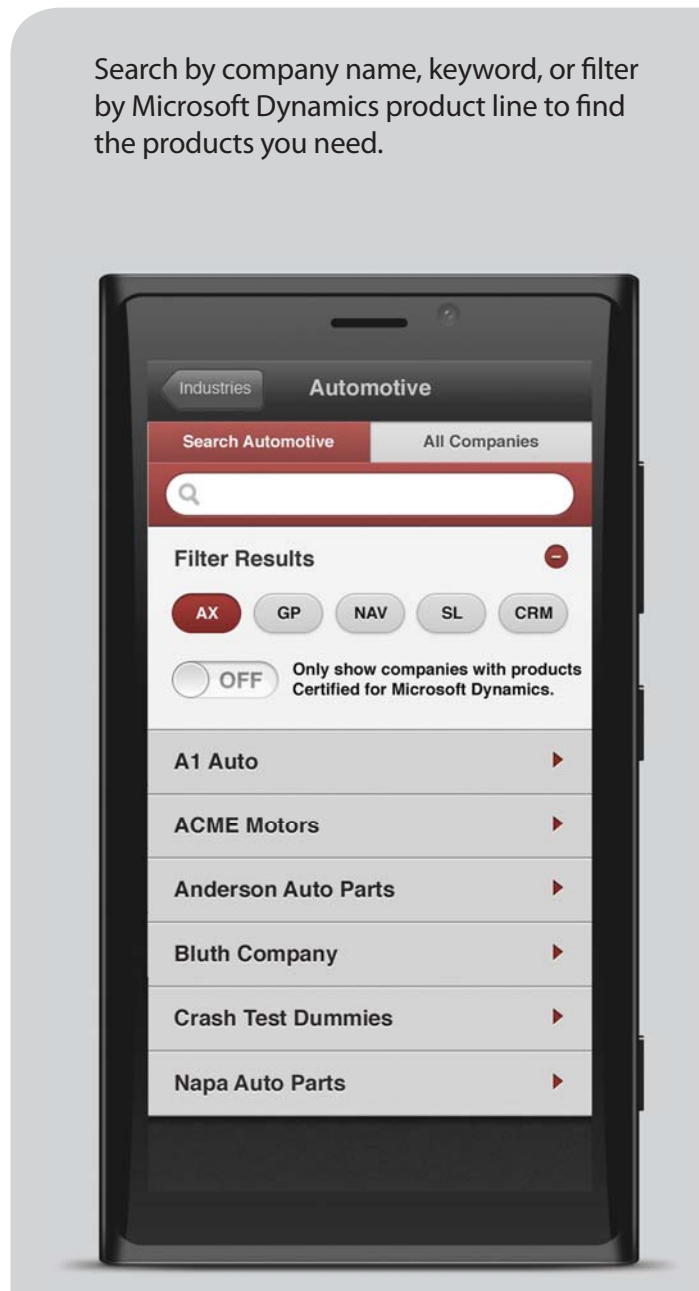 Search by company name, keyword, or filter
by Microsoft Dynamics product line to find
the products you need.
Industries
Automotive
Search Automotive
All Companies
Filter Results
AX
GP
NAV
SL
CRM
OFF
Only show companies with products
Certified for Microsoft Dynamics.
A1 Auto
ACME Motors
Anderson Auto Parts
Bluth Company
Crash Test Dummies
Napa Auto Parts